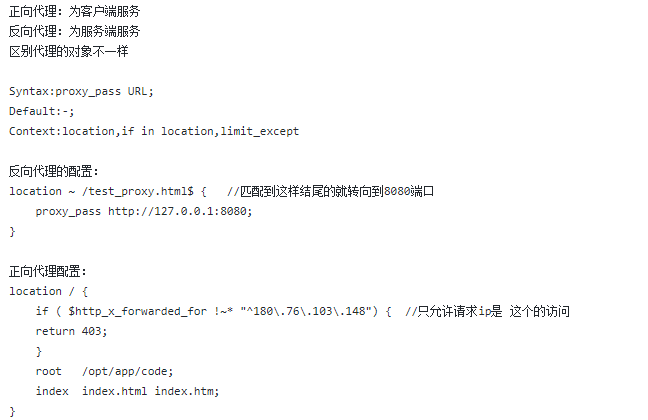 正向代理：为客户端服务
反向代理：为服务端服务
区别代理的对象不一样
Syntax:proxy_pass URL;
Default:-;
Context:location,if in location,limit_except
反向代理的配置：
location ~ /test_proxy.html$ {   //匹配到这样结尾的就转向到8080端口
    proxy_pass http://127.0.0.1:8080;
}
正向代理配置：
location / {
    if ( $http_x_forwarded_for !~* "^180\.76\.103\.148") {  //只允许请求ip是 这个的访问
    return 403;
    }
    root   /opt/app/code;
    index  index.html index.htm;
}